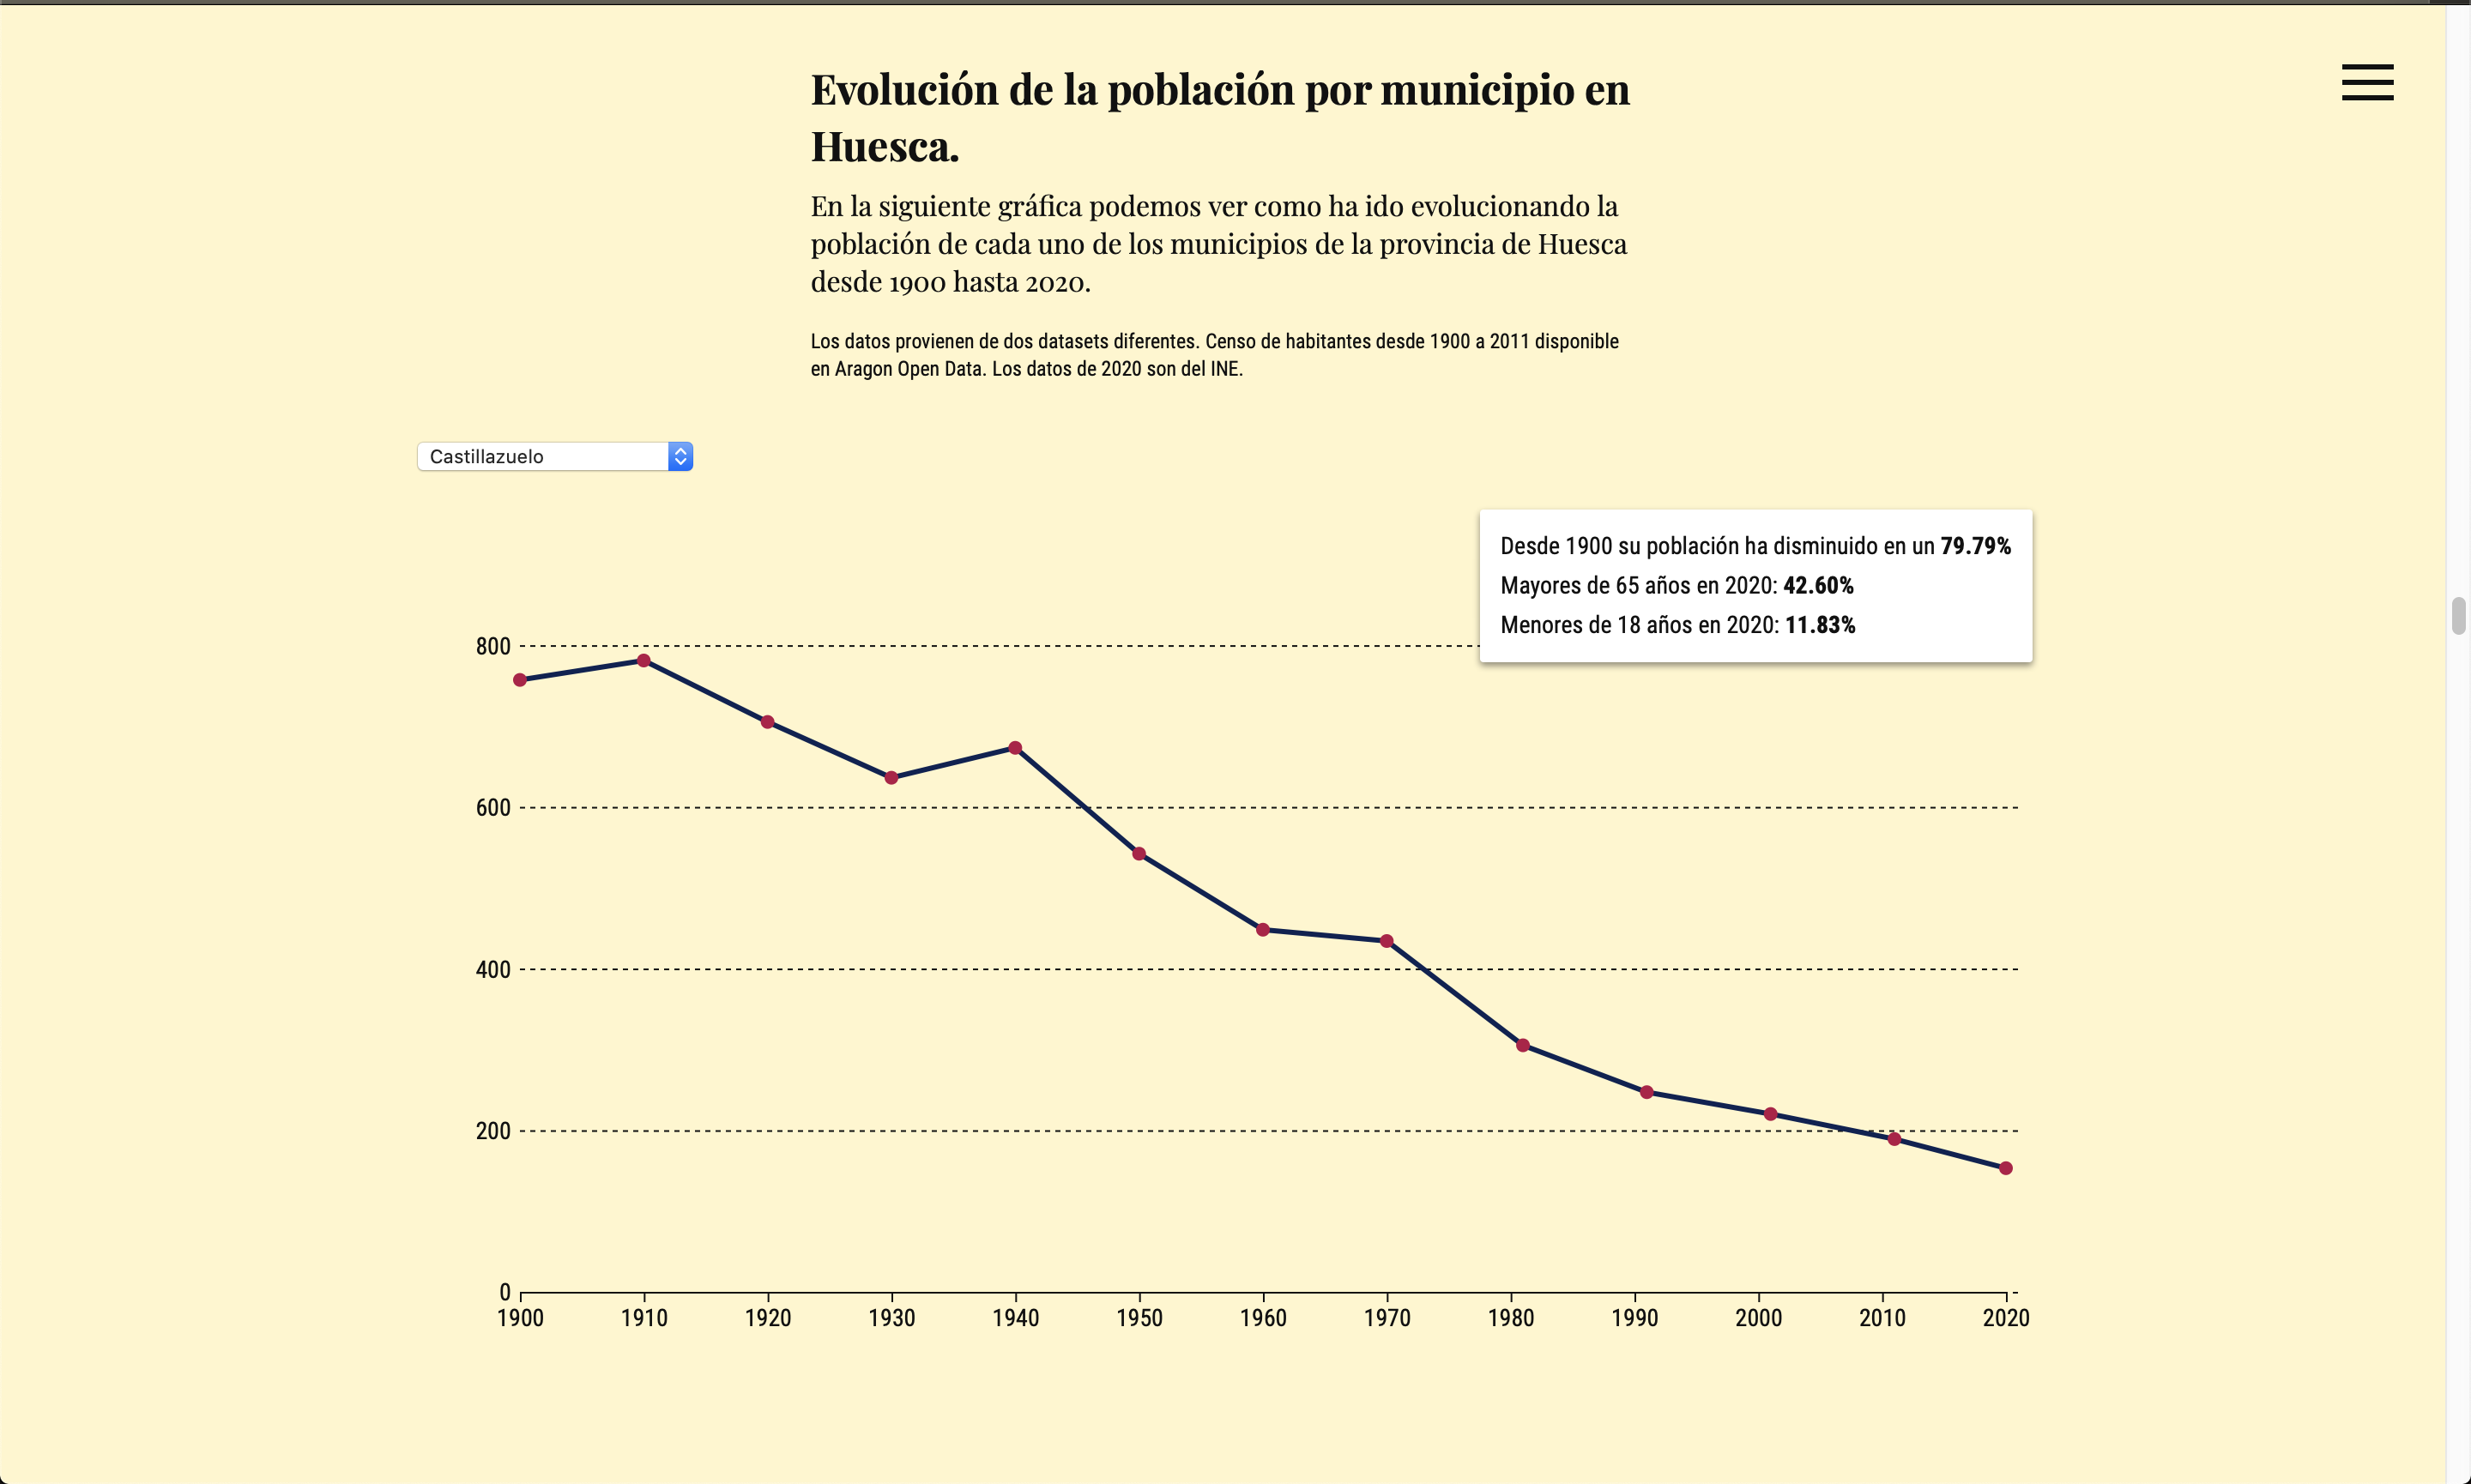 Evolución de la población por municipio en
Huesca.
En la siguiente gráfica podemos ver como ha ido evolucionando la
población de cada uno de los municipios de la provincia de Huesca
desde 1900 hasta 2020.
Los datos provienen de dos datasets diferentes. Censo de habitantes desde 1900 a 2011 disponible
en Aragon Open Data. Los datos de 2020 son del INE.
Castillazuelo
Desde 1900 su población ha disminuido en un 79.79%
Mayores de 65 años en 2020: 42.60%
Menores de 18 años en 2020: 11.83%
800
600
400
200
0
1900 1910 1920 1930 1940 1950 1960 1970 1980 1990 2000 2010 2020